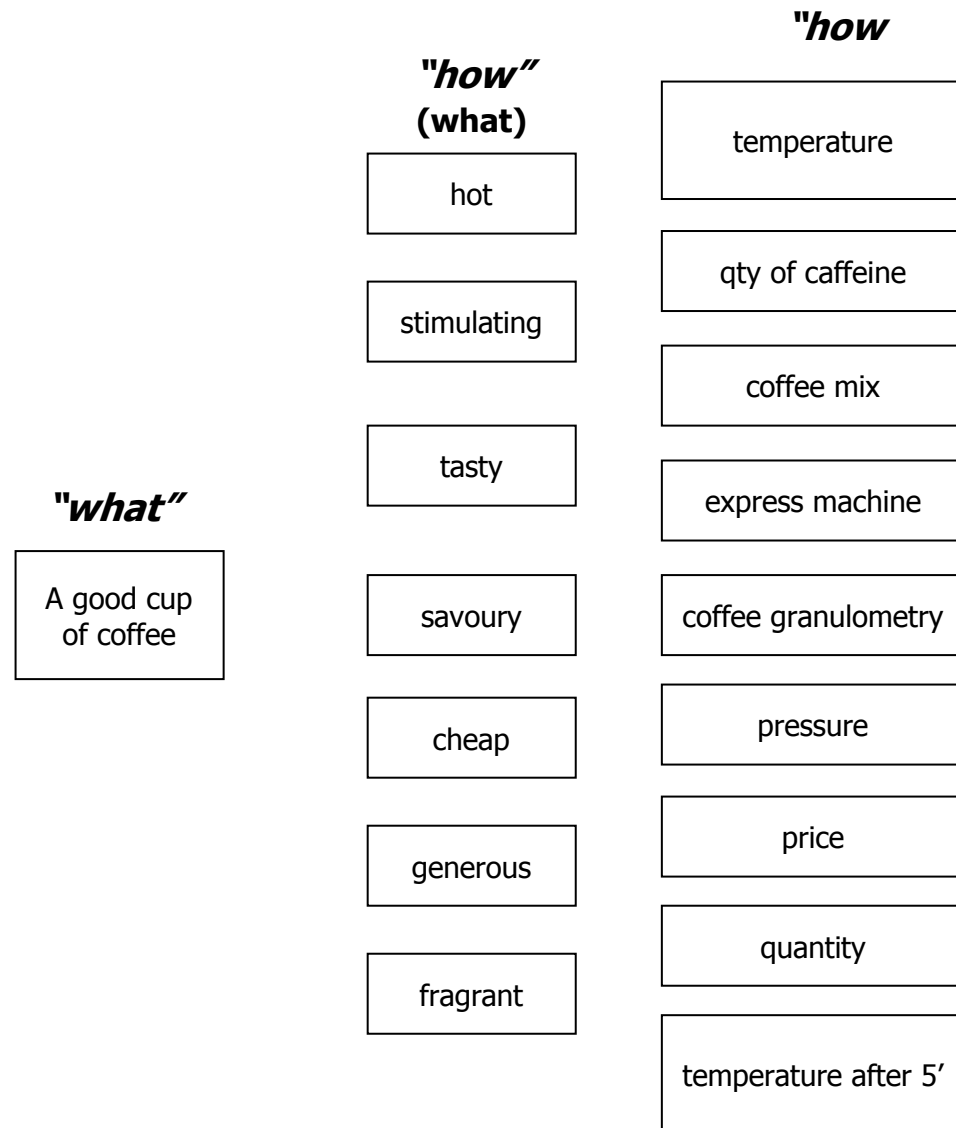 "what"
A good cup
of coffee
"how"
(what)
hot
stimulating
tasty
savoury
cheap
generous
fragrant
"how
temperature
qty of caffeine
coffee mix
express machine
coffee granulometry
pressure
price
quantity
temperature after 5′